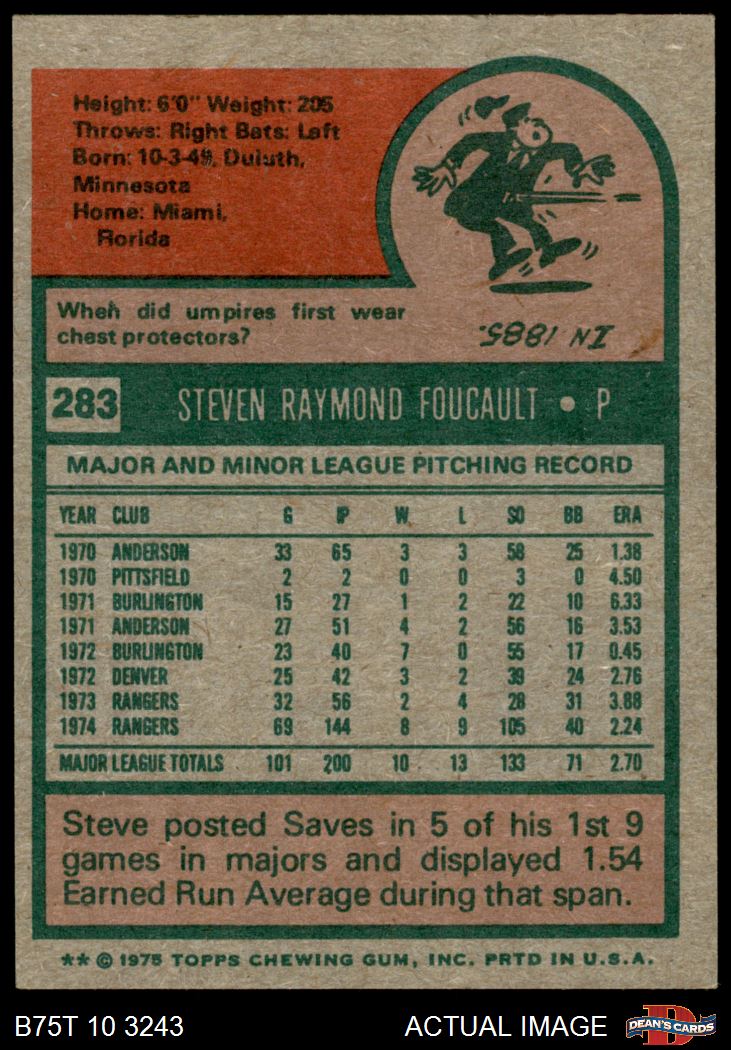 Height: 6'0" Weight: 205
Throws: Right Bats: Left
Born: 10-3-49, Duluth,
Minnesota
Home: Miami,
Florida
When did umpires first wear
chest protectors?
IN 1885.
283 STEVEN RAYMOND FOUCAULT • P
MAJOR AND MINOR LEAGUE PITCHING RECORD
YEAR CLUB G IP W L SO BB ERA
1970 ANDERSON 33 65 3 3 58 25 1.38
1970 PITTSFIELD 2 2 0 0 3 0 4.50
1971 BURLINGTON 15 27 1 2 22 10 6.33
1971 ANDERSON 27 51 4 2 56 16 3.53
1972 BURLINGTON 23 40 7 0 55 17 0.45
1972 DENVER 25 42 3 2 39 24 2.76
1973 RANGERS 32 56 2 4 28 31 3.88
1974 RANGERS 69 144 8 9 105 40 2.24
MAJOR LEAGUE TOTALS 101 200 10 13 133 71 2.70
Steve posted Saves in 5 of his 1st 9
games in majors and displayed 1.54
Earned Run Average during that span.
** © 1975 TOPPS CHEWING GUM, INC. PRTD IN U.S.A.
B75T 10 3243 ACTUAL IMAGE D DEAN'S CARDS